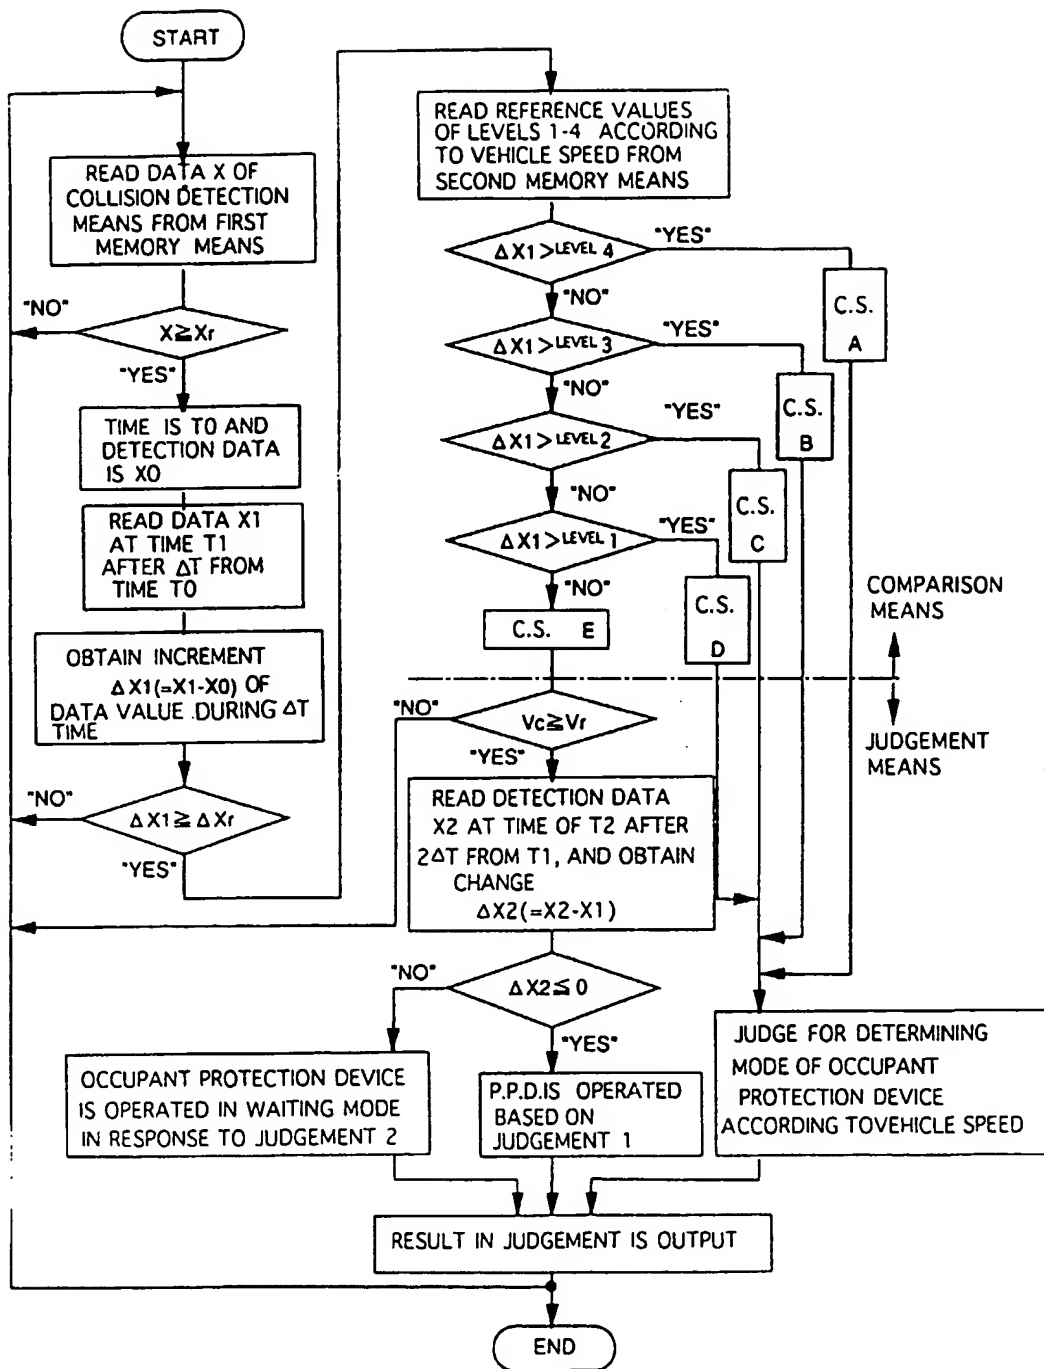 START
READ DATA X OF
COLLISION DETECTION
MEANS FROM FIRST
MEMORY MEANS
"NO"
X≧Xr
"YES"
TIME IS T0 AND
DETECTION DATA
IS X0
READ DATA X1
AT TIME T1
AFTER ΔT FROM
TIME T0
OBTAIN INCREMENT
ΔX1(=X1-X0) OF
DATA VALUE DURING ΔT
TIME
"NO"
ΔX1≧ΔXr
"YES"
READ REFERENCE VALUES
OF LEVELS 1-4 ACCORDING
TO VEHICLE SPEED FROM
SECOND MEMORY MEANS
ΔX1>LEVEL 4
"YES"
C.S.
A
"NO"
ΔX1>LEVEL 3
"YES"
C.S.
B
"NO"
ΔX1>LEVEL 2
"YES"
C.S.
C
"NO"
ΔX1>LEVEL 1
"YES"
C.S.
D
"NO"
C.S. E
COMPARISON
MEANS
JUDGEMENT
MEANS
"NO"
Vc≧Vr
"YES"
READ DETECTION DATA
X2 AT TIME OF T2 AFTER
2ΔT FROM T1, AND OBTAIN
CHANGE
ΔX2(=X2-X1)
"NO"
ΔX2≦0
"YES"
OCCUPANT PROTECTION DEVICE
IS OPERATED IN WAITING MODE
IN RESPONSE TO JUDGEMENT 2
P.P.D.IS OPERATED
BASED ON
JUDGEMENT 1
JUDGE FOR DETERMINING
MODE OF OCCUPANT
PROTECTION DEVICE
ACCORDING TOVEHICLE SPEED
RESULT IN JUDGEMENT IS OUTPUT
END